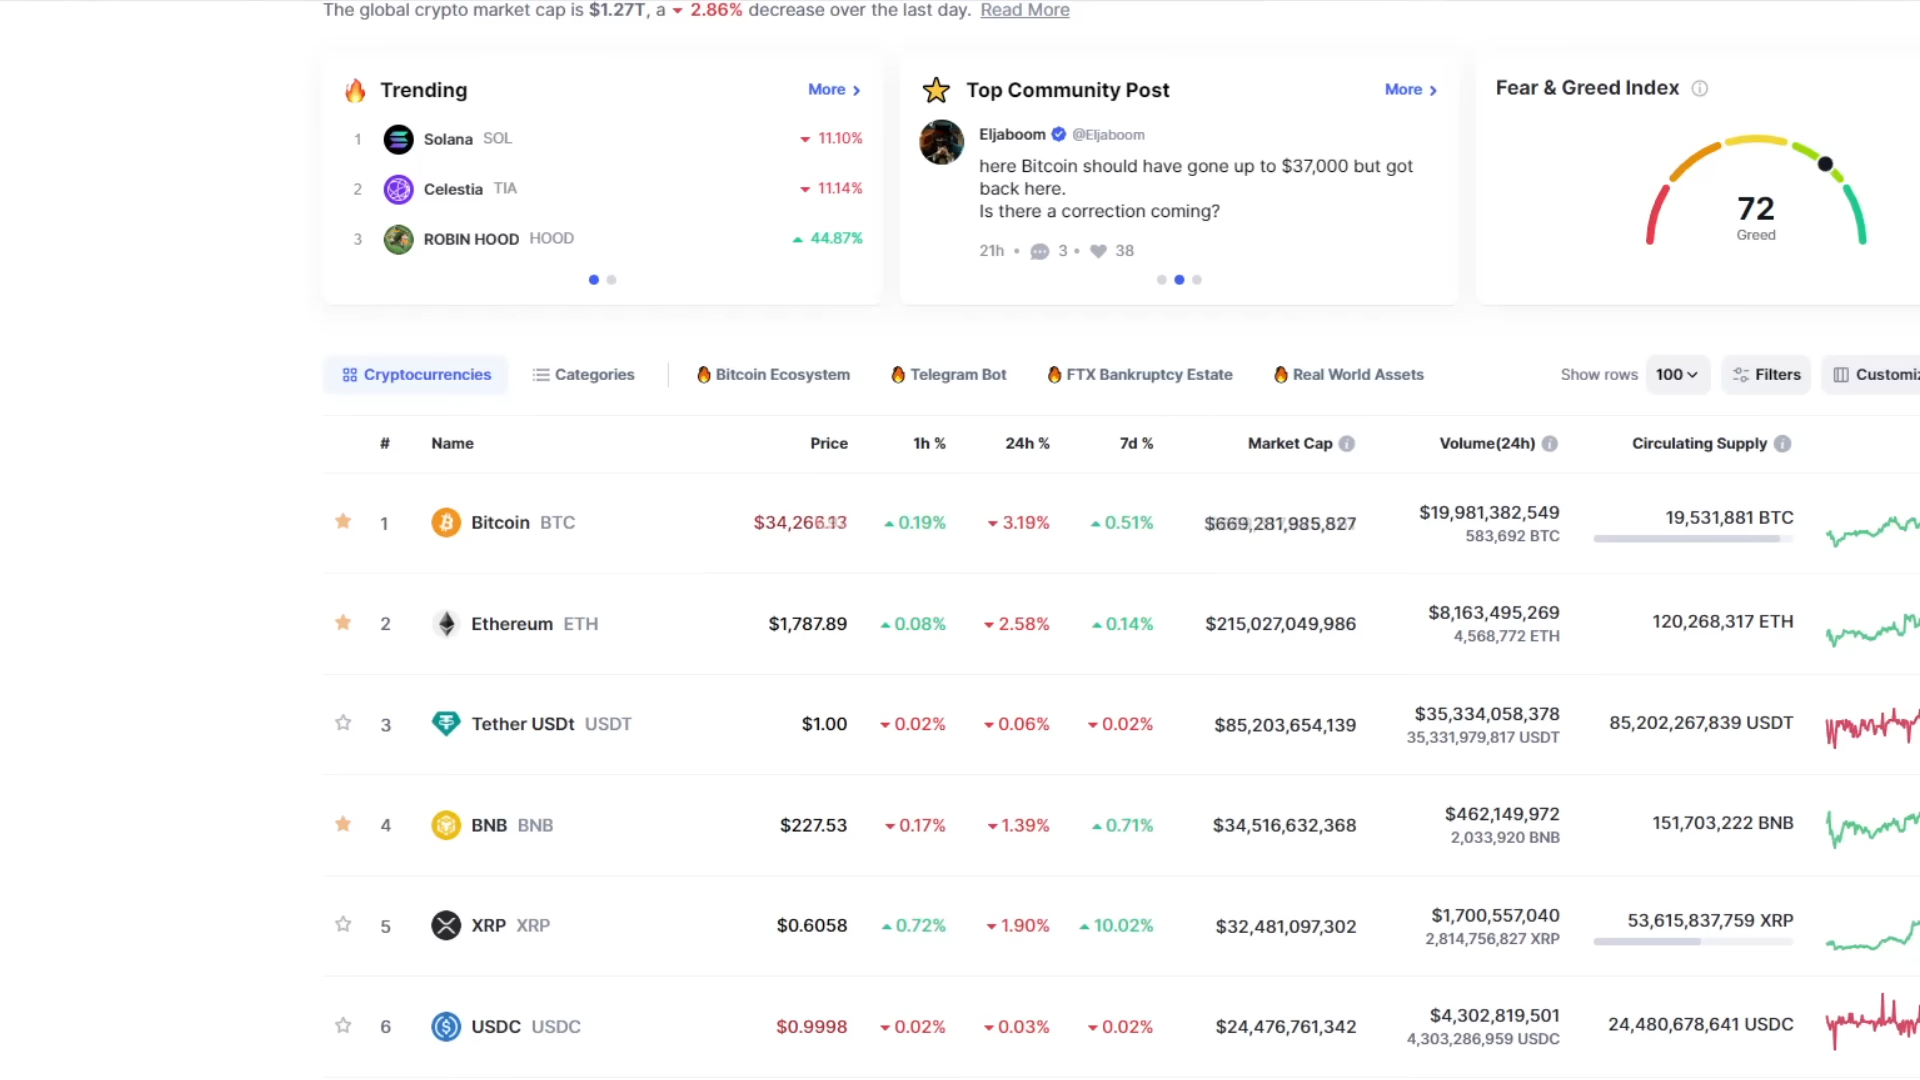 The global crypto market cap is $1.27T, a 2.86% decrease over the last day. Read More
Trending More
1 Solana SOL 11.10%
2 Celestia TIA 11.14%
3 ROBIN HOOD HOOD 44.87%
Top Community Post More
Eljaboom @Eljaboom
here Bitcoin should have gone up to $37,000 but got
back here.
Is there a correction coming?
21h • 3 • 38
Fear & Greed Index
72
Greed
Cryptocurrencies Categories Bitcoin Ecosystem Telegram Bot FTX Bankruptcy Estate Real World Assets Show rows 100 Filters
# Name Price 1h % 24h % 7d % Market Cap Volume(24h) Circulating Supply
1 Bitcoin BTC 0.19% 3.19% 0.51% $19,981,382,549 19,531,881 BTC
583,692 BTC
2 Ethereum ETH $1,787.89 0.08% 2.58% 0.14% $215,027,049,986 $8,163,495,269 120,268,317 ETH
4,568,772 ETH
3 Tether USDt USDT $1.00 0.02% 0.06% 0.02% $85,203,654,139 $35,334,058,378 85,202,267,839 USDT
35,331,979,817 USDT
4 BNB BNB $227.53 0.17% 1.39% 0.71% $34,516,632,368 $462,149,972 151,703,222 BNB
2,033,920 BNB
5 XRP XRP $0.6058 0.72% 1.90% 10.02% $32,481,097,302 $1,700,557,040 53,615,837,759 XRP
2,814,756,827 XRP
6 USDC USDC $0.9998 0.02% 0.03% 0.02% $24,476,761,342 $4,302,819,501 24,480,678,641 USDC
4,303,286,959 USDC